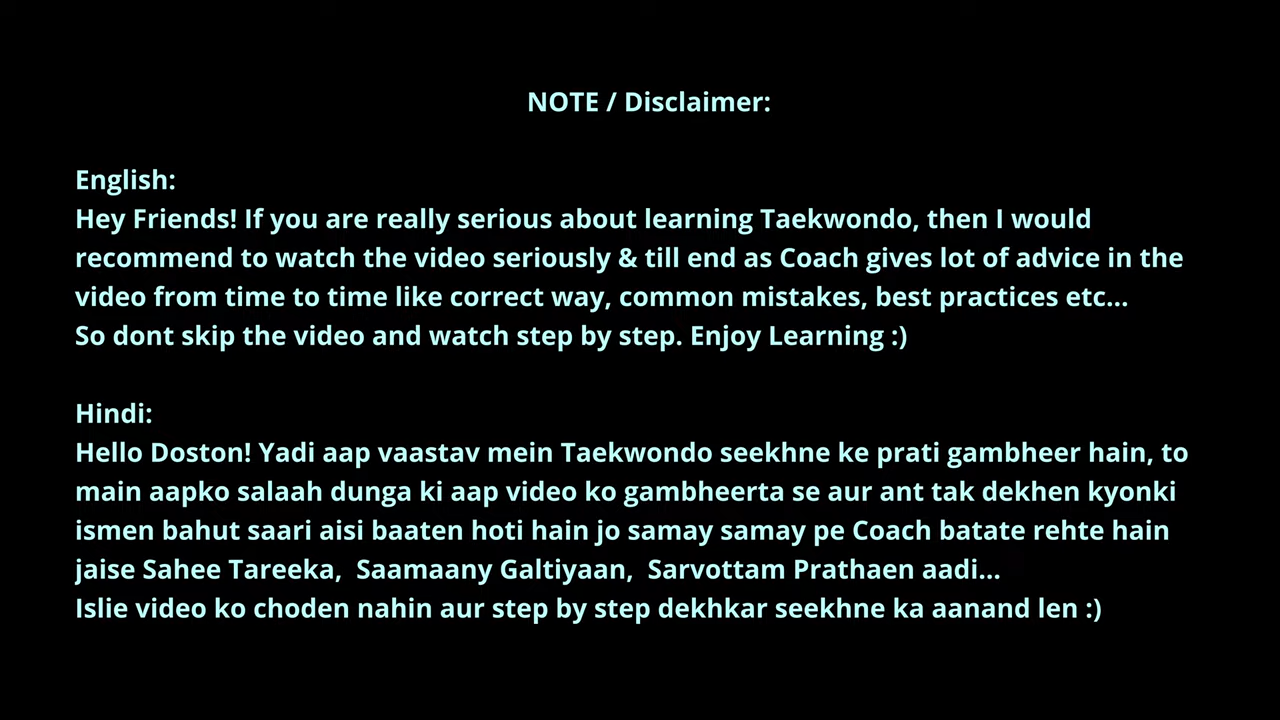 NOTE / Disclaimer:
English:
Hey Friends! If you are really serious about learning Taekwondo, then I would
recommend to watch the video seriously & till end as Coach gives lot of advice in the
video from time to time like correct way, common mistakes, best practices etc...
So dont skip the video and watch step by step. Enjoy Learning :)
Hindi:
Hello Doston! Yadi aap vaastav mein Taekwondo seekhne ke prati gambheer hain, to
main aapko salaah dunga ki aap video ko gambheerta se aur ant tak dekhen kyonki
ismen bahut saari aisi baaten hoti hain jo samay samay pe Coach batate rehte hain
jaise Sahee Tareeka,  Saamaany Galtiyaan,  Sarvottam Prathaen aadi...
Islie video ko choden nahin aur step by step dekhkar seekhne ka aanand len :)